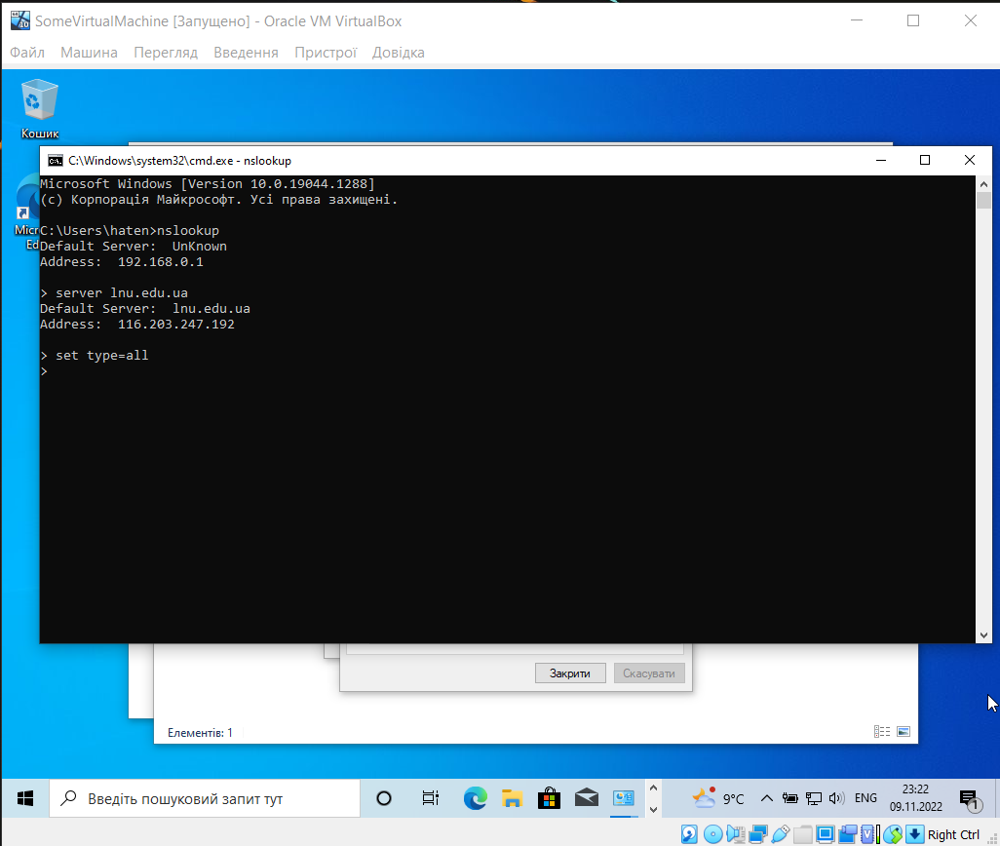 SomeVirtualMachine [Запущено] - Oracle VM VirtualBox
Файл Машина Перегляд Введення Пристрої Довідка
Кошик
C:\Windows\system32\cmd.exe - nslookup
Microsoft Windows [Version 10.0.19044.1288]
(c) Корпорація Майкрософт. Усі права захищені.
C:\Users\haten>nslookup
Default Server:  UnKnown
Address:  192.168.0.1
> server lnu.edu.ua
Default Server:  lnu.edu.ua
Address:  116.203.247.192
> set type=all
>
Micr
Ed
Закрити Скасувати
Елементів: 1
Введіть пошуковий запит тут
9°C
ENG
23:22
09.11.2022
1
Right Ctrl